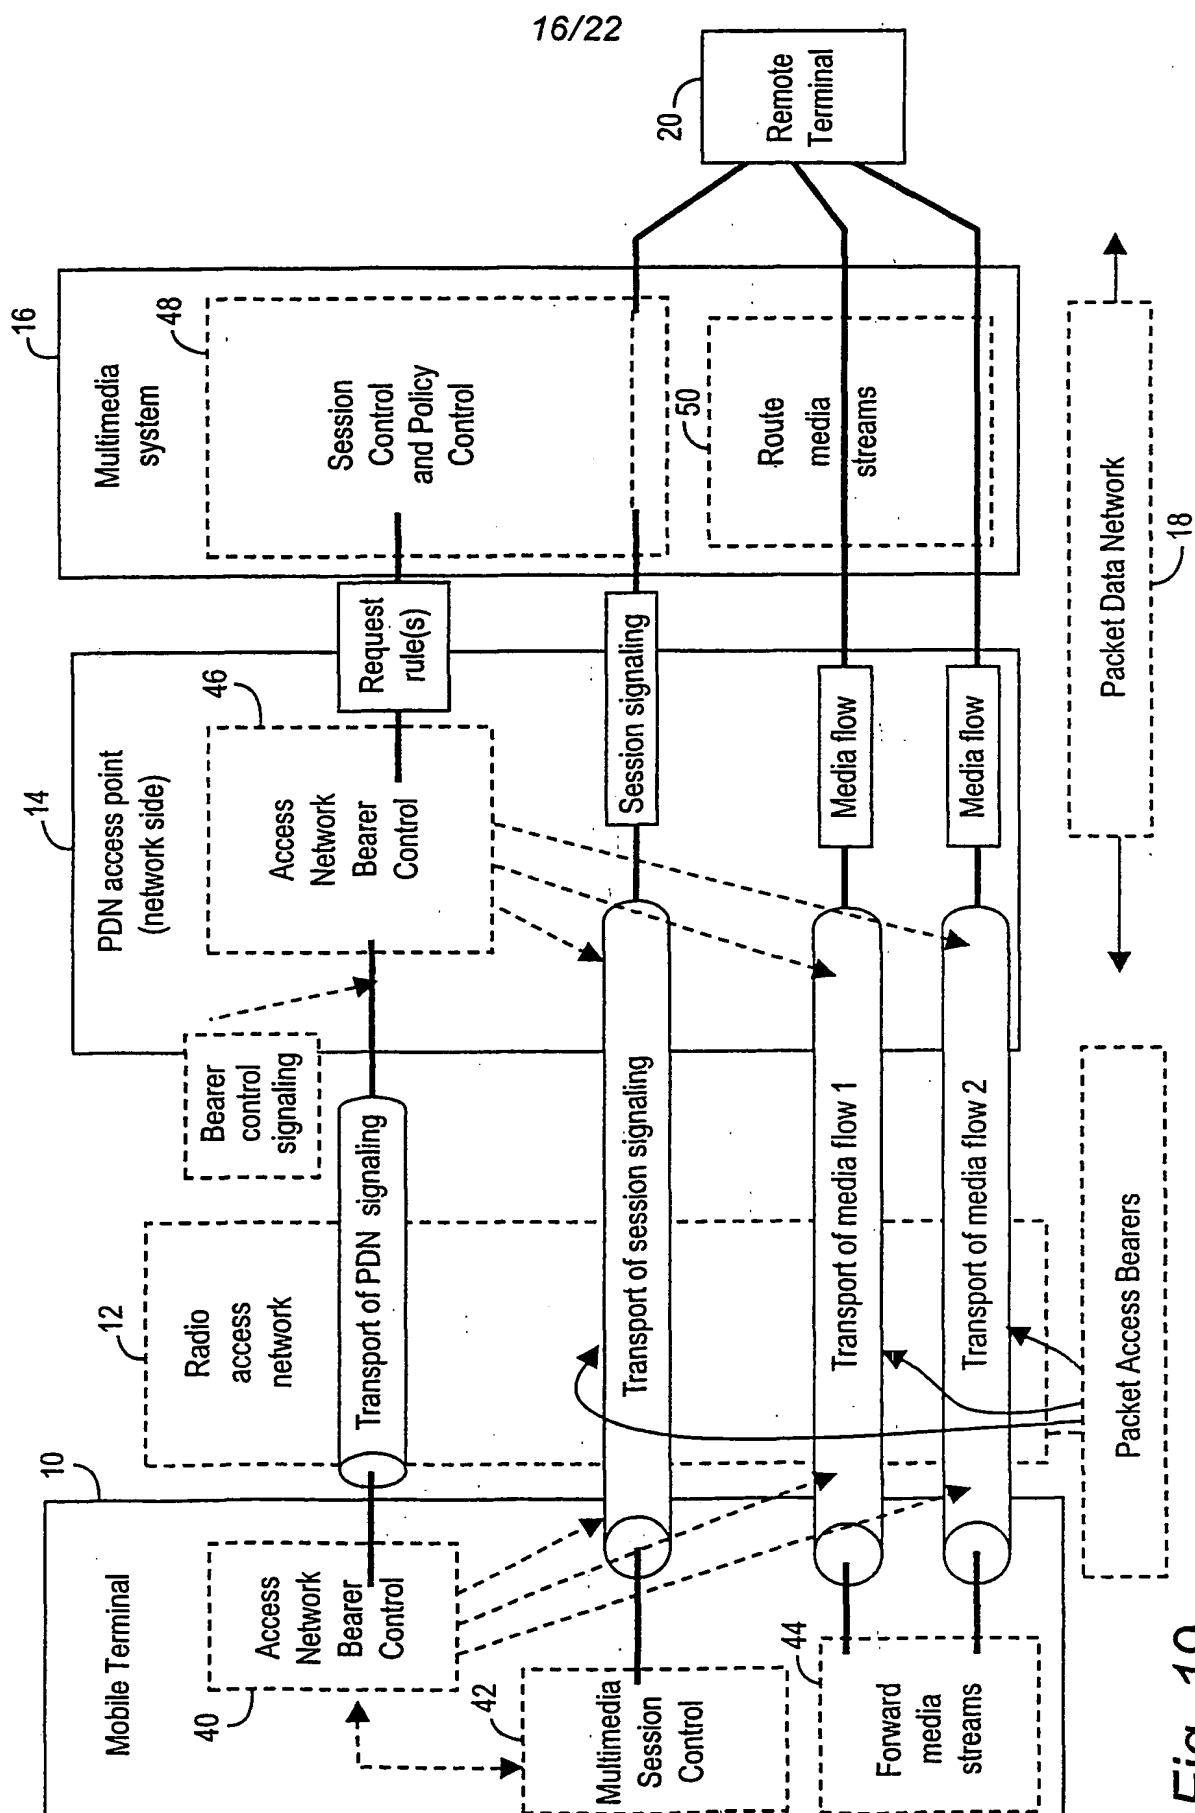 16/22
10
Mobile Terminal
40
Access
Network
Bearer
Control
42
Multimedia
Session
Control
44
Forward
media
streams
12
Radio
access
network
Transport of PDN signaling
Bearer
control
signaling
Transport of session signaling
Transport of media flow 1
Transport of media flow 2
Packet Access Bearers
14
PDN access point
(network side)
46
Access
Network
Bearer
Control
Request
rule(s)
Session signaling
Media flow
Media flow
16
Multimedia
system
48
Session
Control
and Policy
Control
50
Route
media
streams
Packet Data Network
18
20
Remote
Terminal